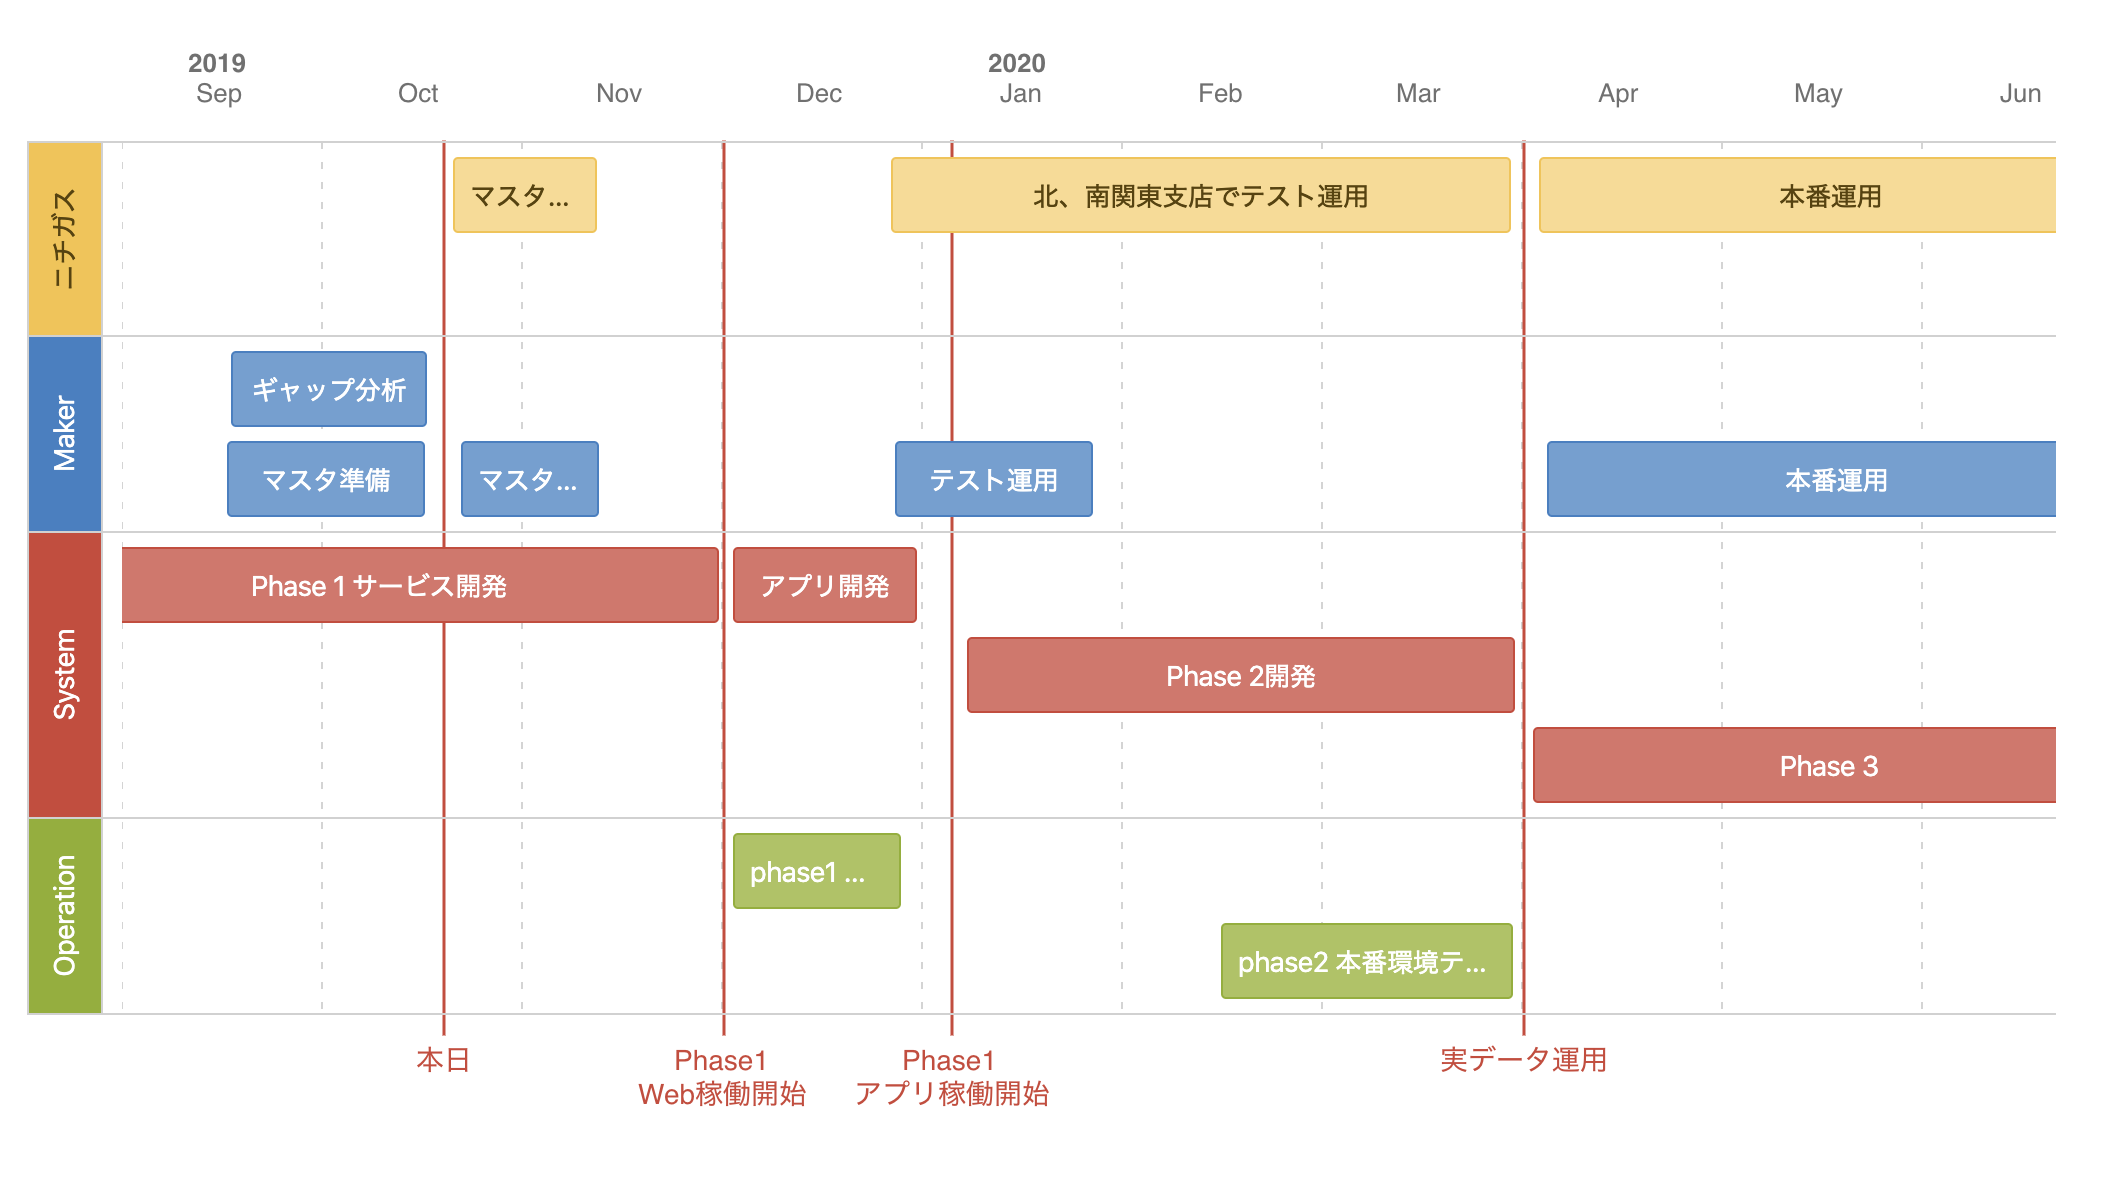 2019
2020
Sep
Oct
Nov
Dec
Jan
Feb
Mar
Apr
May
Jun
ニチガス
マスタ...
北、南関東支店でテスト運用
本番運用
Maker
ギャップ分析
マスタ準備
マスタ...
テスト運用
本番運用
System
Phase 1 サービス開発
アプリ開発
Phase 2開発
Phase 3
Operation
phase1 ...
phase2 本番環境テ...
本日
Phase1
Web稼働開始
Phase1
アプリ稼働開始
実データ運用